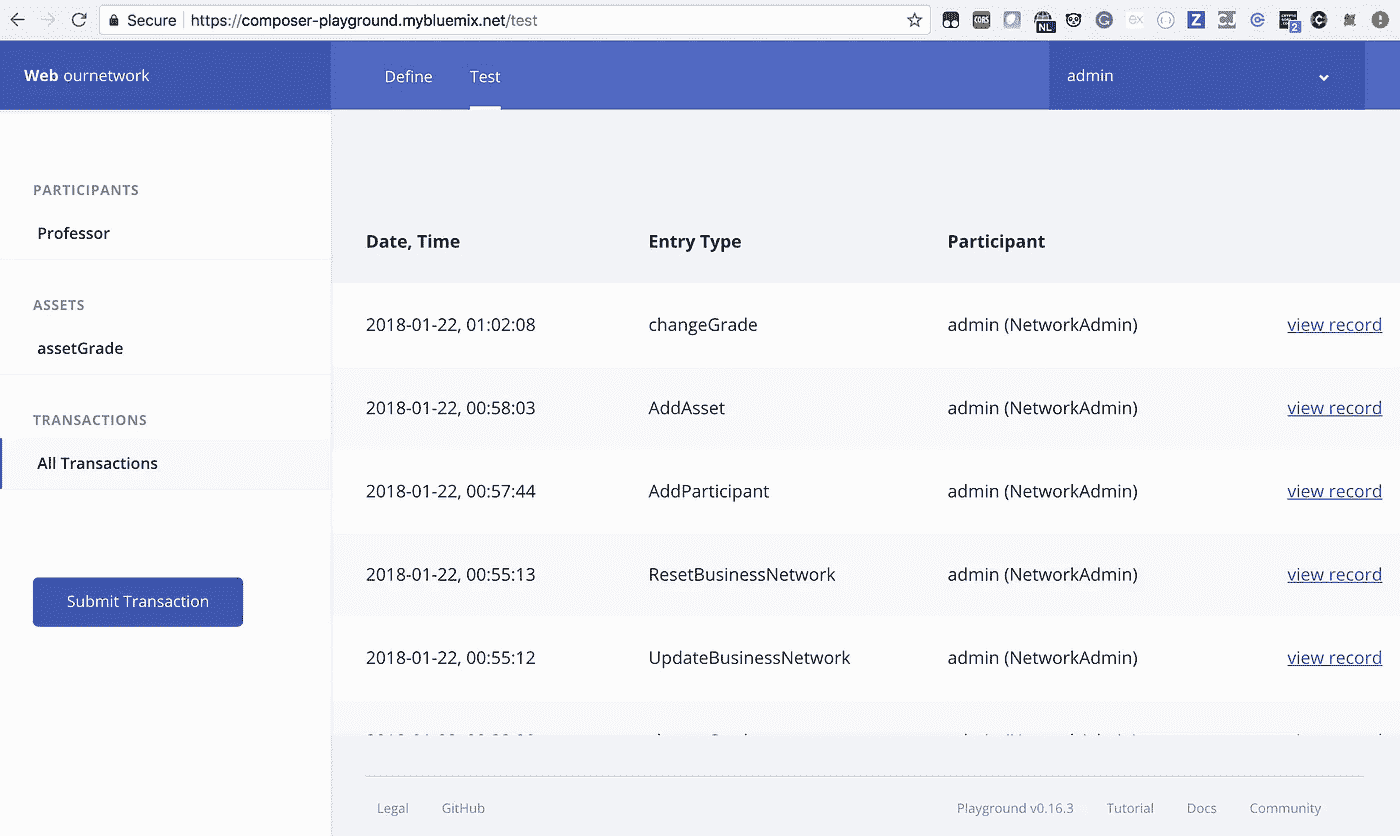 Secure https://composer-playground.mybluemix.net/test
CORS NL ex Z 2
Web ournetwork Define Test admin
PARTICIPANTS
Professor
ASSETS
assetGrade
TRANSACTIONS
All Transactions
Submit Transaction
Date, Time Entry Type Participant
2018-01-22, 01:02:08 changeGrade admin (NetworkAdmin) view record
2018-01-22, 00:58:03 AddAsset admin (NetworkAdmin) view record
2018-01-22, 00:57:44 AddParticipant admin (NetworkAdmin) view record
2018-01-22, 00:55:13 ResetBusinessNetwork admin (NetworkAdmin) view record
2018-01-22, 00:55:12 UpdateBusinessNetwork admin (NetworkAdmin) view record
Legal GitHub Playground v0.16.3 Tutorial Docs Community